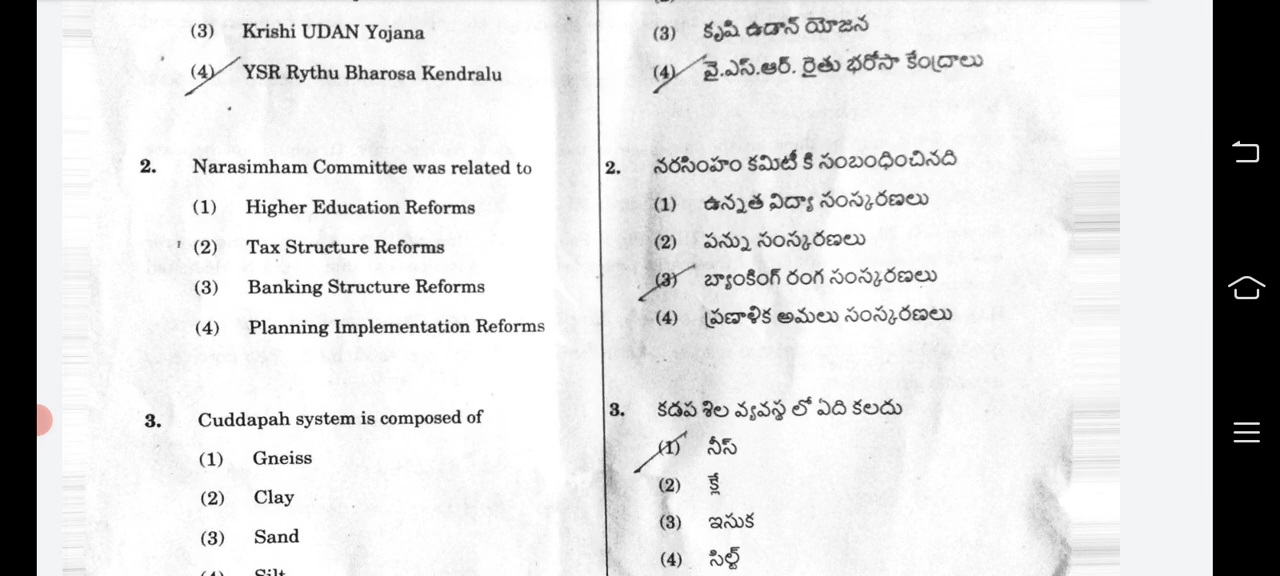 (3) Krishi UDAN Yojana
(4) YSR Rythu Bharosa Kendralu
2. Narasimham Committee was related to
(1) Higher Education Reforms
(2) Tax Structure Reforms
(3) Banking Structure Reforms
(4) Planning Implementation Reforms
3. Cuddapah system is composed of
(1) Gneiss
(2) Clay
(3) Sand
(4) Silt
(3) కృషి ఉడాన్ యోజన
(4) వై.ఎస్.ఆర్. రైతు భరోసా కేంద్రాలు
2. నరసింహం కమిటీ కి సంబంధించినది
(1) ఉన్నత విద్యా సంస్కరణలు
(2) పన్ను సంస్కరణలు
(3) బ్యాంకింగ్ రంగ సంస్కరణలు
(4) ప్రణాళిక అమలు సంస్కరణలు
3. కడప శిల వ్యవస్థ లో ఏది కలదు
(1) నీస్
(2) క్లే
(3) ఇసుక
(4) సిల్ట్